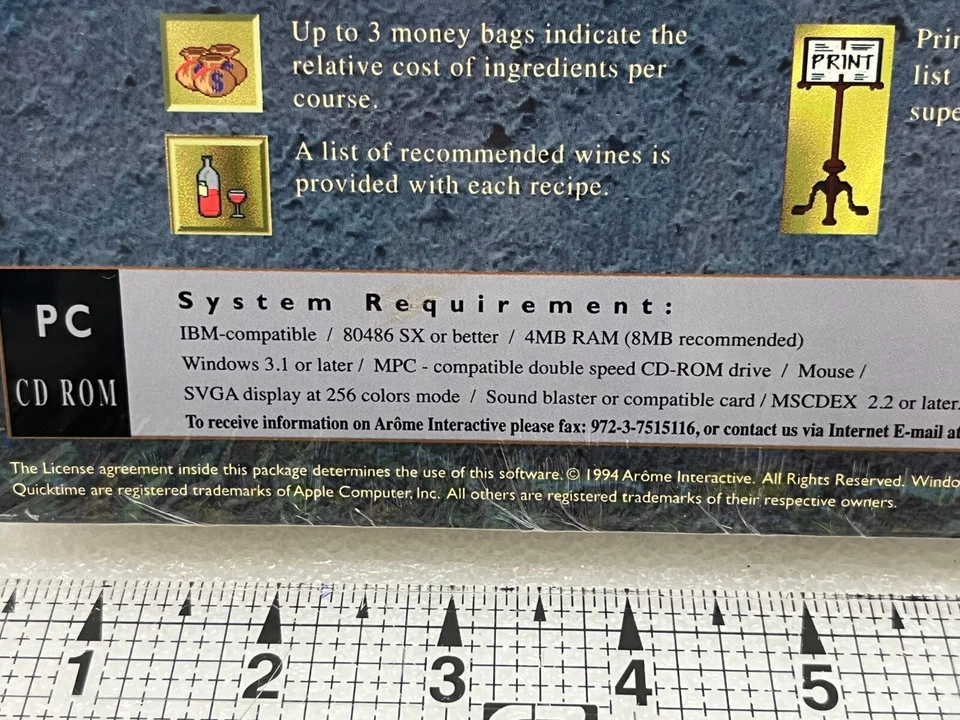 Up to 3 money bags indicate the
relative cost of ingredients per
course.
A list of recommended wines is
provided with each recipe.
PRINT
list
PC
CD ROM
System Requirement:
IBM-compatible / 80486 SX or better / 4MB RAM (8MB recommended)
Windows 3.1 or later / MPC - compatible double speed CD-ROM drive / Mouse /
SVGA display at 256 colors mode / Sound blaster or compatible card / MSCDEX 2.2 or later.
To receive information on Arôme Interactive please fax: 972-3-7515116, or contact us via Internet E-mail at
The License agreement inside this package determines the use of this software. © 1994 Arôme Interactive. All Rights Reserved.
Quicktime are registered trademarks of Apple Computer, Inc. All others are registered trademarks of their respective owners.
1 2 3 4 5